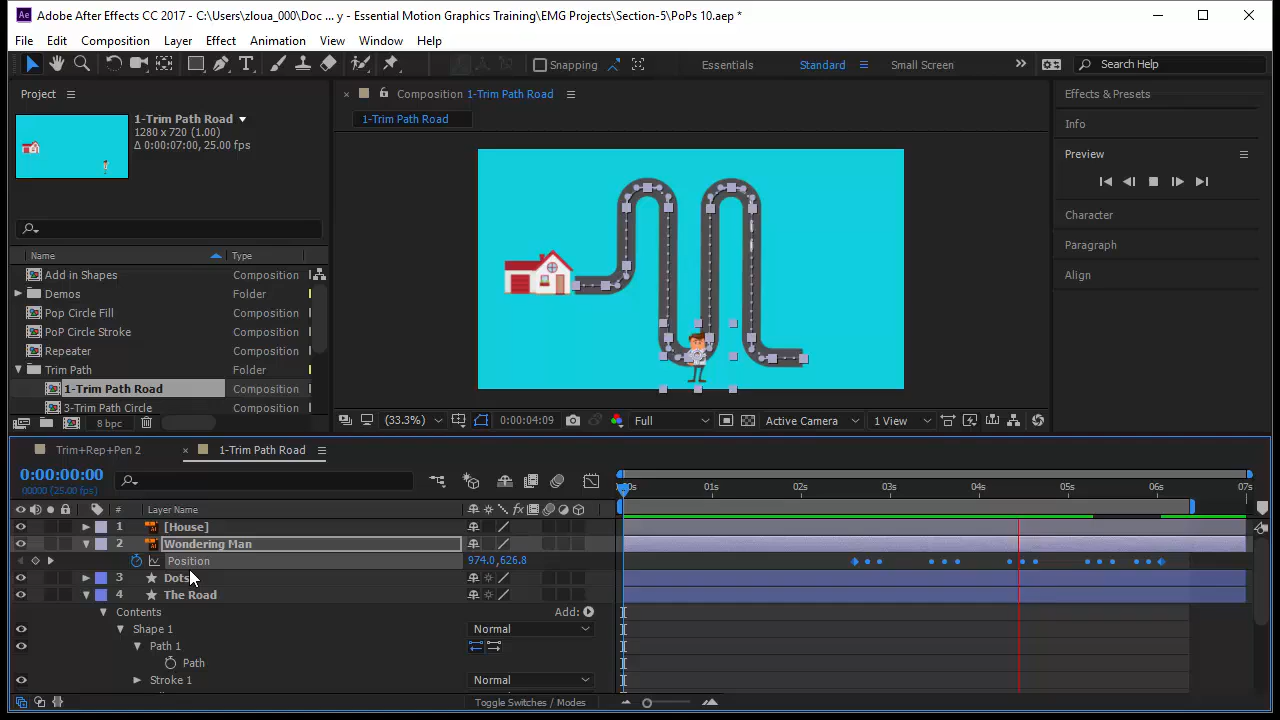 Ae Adobe After Effects CC 2017 - C:\Users\zloua_000\Doc ... y - Essential Motion Graphics Training\EMG Projects\Section-5\PoPs 10.aep *
File Edit Composition Layer Effect Animation View Window Help
Snapping Essentials Standard Small Screen Search Help
Project
1-Trim Path Road
1280 x 720 (1.00)
Δ 0:00:07:00, 25.00 fps
Name Type
Add in Shapes Composition
Demos Folder
Pop Circle Fill Composition
PoP Circle Stroke Composition
Repeater Composition
Trim Path Folder
1-Trim Path Road Composition
3-Trim Path Circle Composition
8 bpc
Composition 1-Trim Path Road
1-Trim Path Road
(33.3%) 0:00:04:09 Full Active Camera 1 View
Effects & Presets
Info
Preview
Character
Paragraph
Align
Trim+Rep+Pen 2 1-Trim Path Road
0:00:00:00
00000 (25.00 fps)
# Layer Name
01s 02s 03s 04s 05s 06s 07s
1 [House]
2 Wondering Man
Position 974.0,626.8
3 Dots
4 The Road
Contents Add:
Shape 1 Normal
Path 1
Path
Stroke 1 Normal
Toggle Switches / Modes